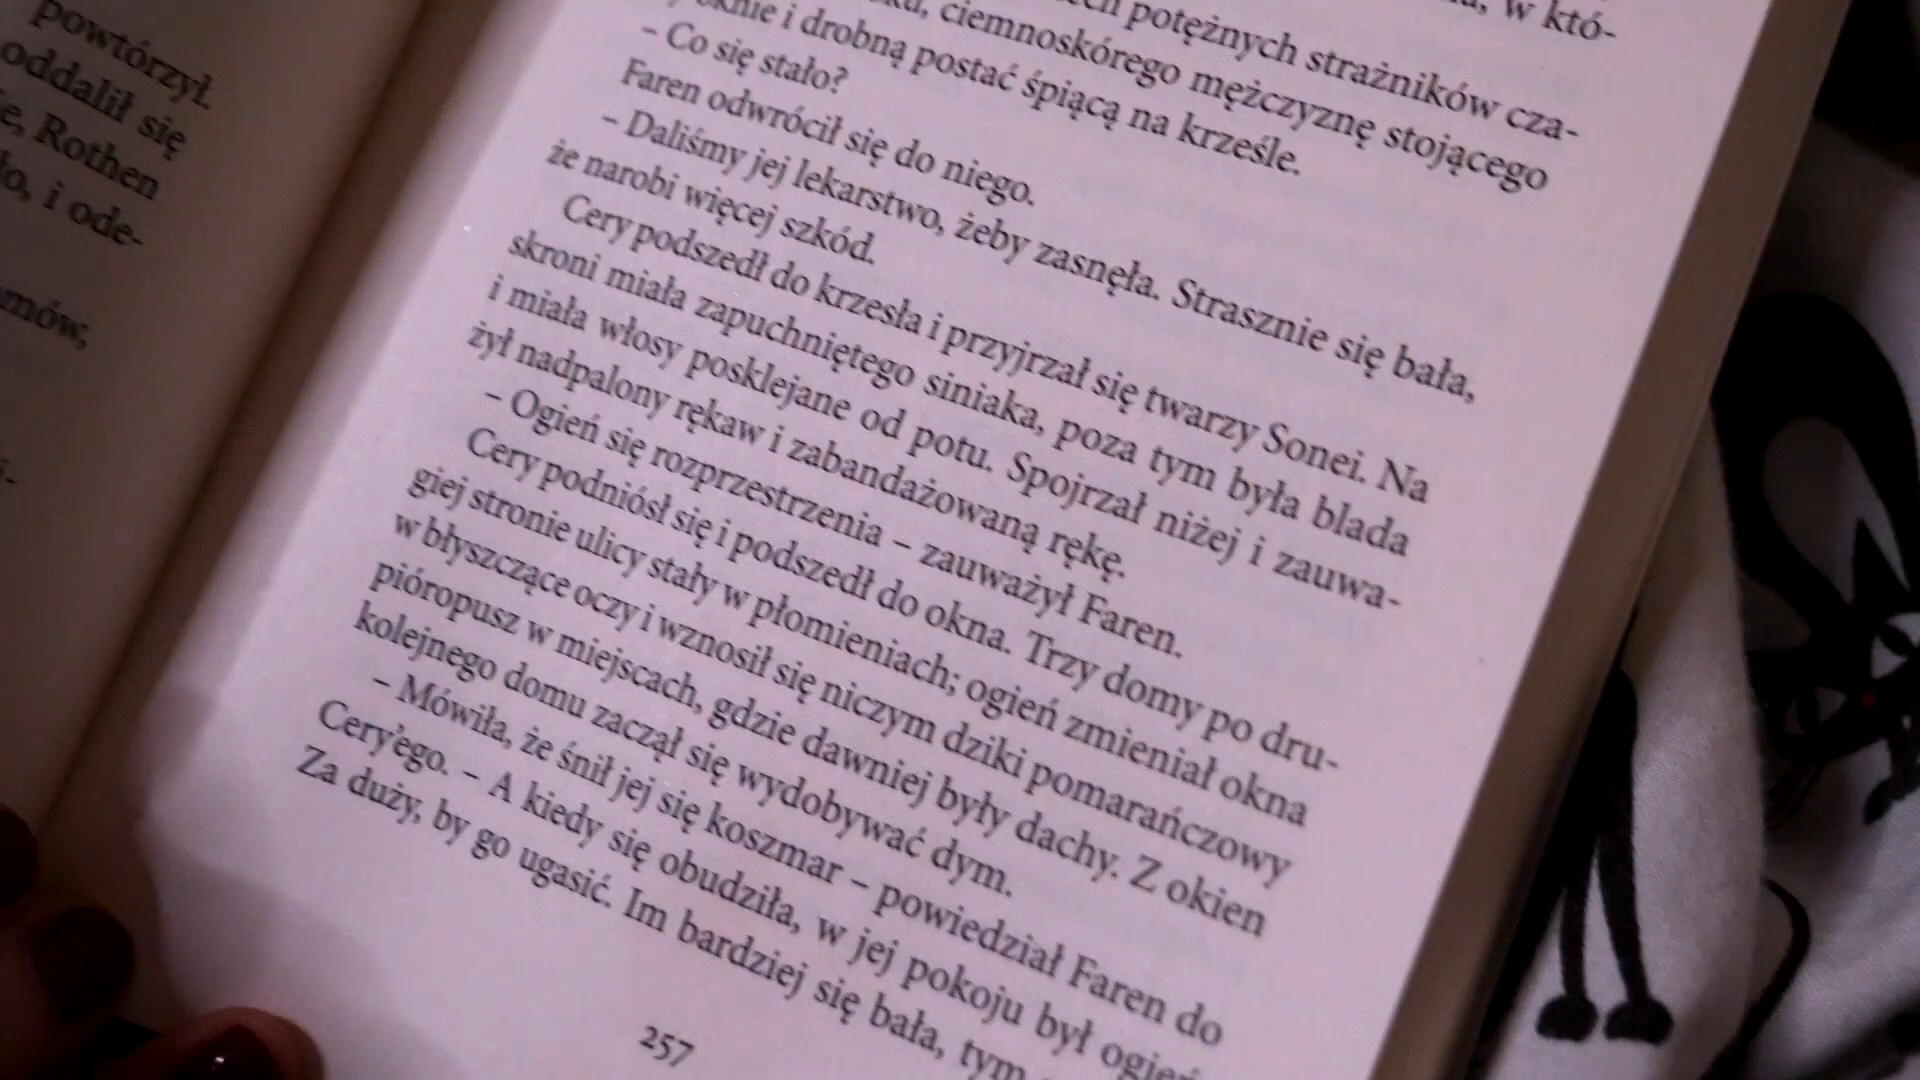 powtórzył.
oddalił się
Rothen
i ode-
w któ-
potężnych strażników cza-
ciemnoskórego mężczyznę stojącego
i drobną postać śpiącą na krześle.
– Co się stało?
Faren odwrócił się do niego.
– Daliśmy jej lekarstwo, żeby zasnęła. Strasznie się bała,
że narobi więcej szkód.
Cery podszedł do krzesła i przyjrzał się twarzy Sonei. Na
skroni miała zapuchniętego siniaka, poza tym była blada
i miała włosy posklejane od potu. Spojrzał niżej i zauwa-
żył nadpalony rękaw i zabandażowaną rękę.
– Ogień się rozprzestrzenia – zauważył Faren.
Cery podniósł się i podszedł do okna. Trzy domy po dru-
giej stronie ulicy stały w płomieniach; ogień zmieniał okna
w błyszczące oczy i wznosił się niczym dziki pomarańczowy
pióropusz w miejscach, gdzie dawniej były dachy. Z okien
kolejnego domu zaczął się wydobywać dym.
– Mówiła, że śnił jej się koszmar – powiedział Faren do
Cery’ego. – A kiedy się obudziła, w jej pokoju był ogień
Za duży, by go ugasić. Im bardziej się bała, tym
257